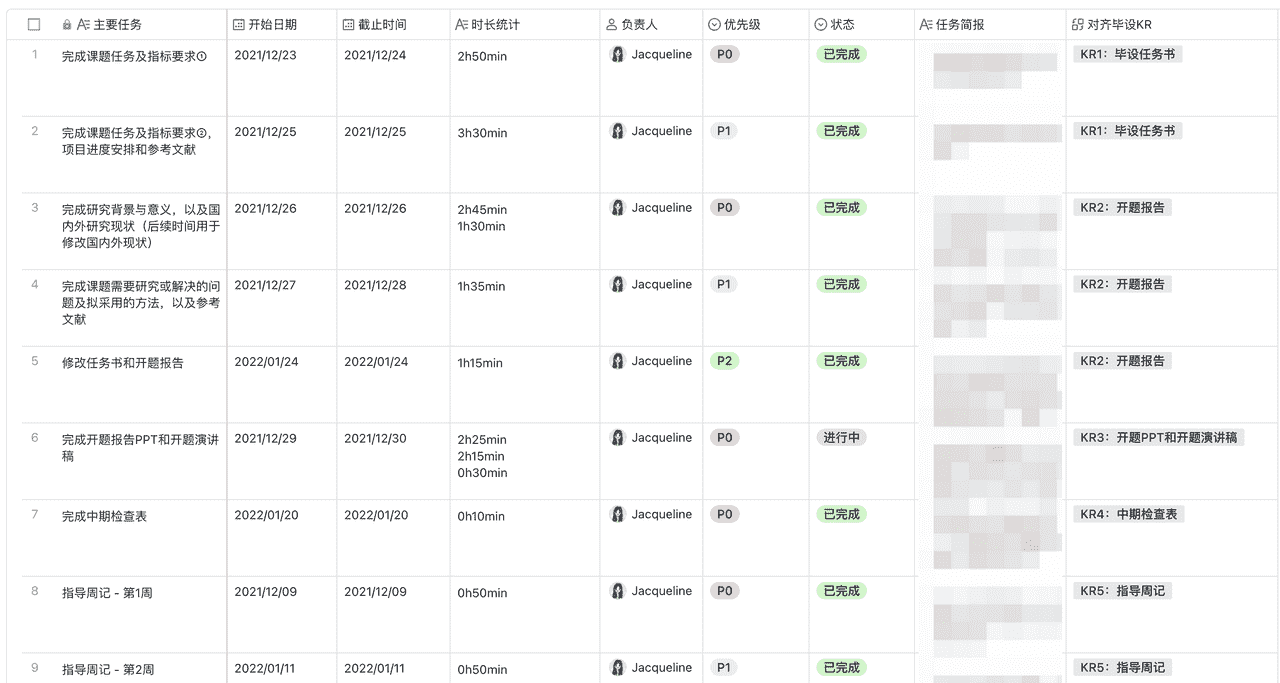 主要任务 开始日期 截止时间 时长统计 负责人 优先级 状态 任务简报 对齐毕设KR
1 完成课题任务及指标要求① 2021/12/23 2021/12/24 2h50min Jacqueline P0 已完成 KR1：毕设任务书
2 完成课题任务及指标要求②， 2021/12/25 2021/12/25 3h30min Jacqueline P1 已完成 KR1：毕设任务书
项目进度安排和参考文献
3 完成研究背景与意义，以及国 2021/12/26 2021/12/26 2h45min Jacqueline P0 已完成 KR2：开题报告
内外研究现状（后续时间用于 1h30min
修改国内外现状）
4 完成课题需要研究或解决的问 2021/12/27 2021/12/28 1h35min Jacqueline P1 已完成 KR2：开题报告
题及拟采用的方法，以及参考
文献
5 修改任务书和开题报告 2022/01/24 2022/01/24 1h15min Jacqueline P2 已完成 KR2：开题报告
6 完成开题报告PPT和开题演讲 2021/12/29 2021/12/30 2h25min Jacqueline P0 进行中 KR3：开题PPT和开题演讲稿
稿 2h15min
0h30min
7 完成中期检查表 2022/01/20 2022/01/20 0h10min Jacqueline P0 已完成 KR4：中期检查表
8 指导周记 - 第1周 2021/12/09 2021/12/09 0h50min Jacqueline P0 已完成 KR5：指导周记
9 指导周记 - 第2周 2022/01/11 2022/01/11 0h50min Jacqueline P1 已完成 KR5：指导周记